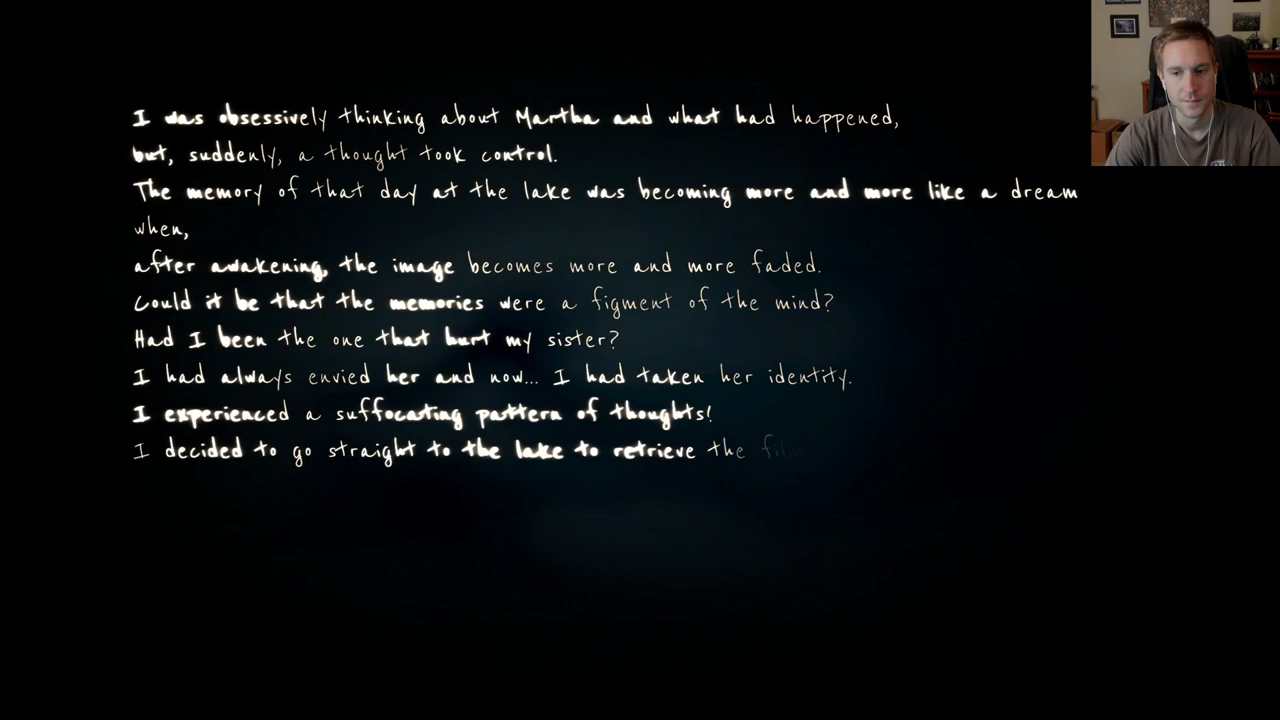 I was obsessively thinking about Martha and what had happened,
but, suddenly, a thought took control.
The memory of that day at the lake was becoming more and more like a dream
when,
after awakening, the image becomes more and more faded.
Could it be that the memories were a figment of the mind?
Had I been the one that hurt my sister?
I had always envied her and now... I had taken her identity.
I experienced a suffocating pattern of thoughts!
I decided to go straight to the lake to retrieve the